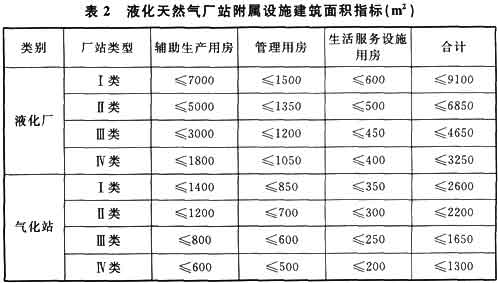 表2 液化天然气厂站附属设施建筑面积指标(m²)
类别 厂站类型 辅助生产用房 管理用房 生活服务设施用房 合计
液化厂 Ⅰ类 ≤7000 ≤1500 ≤600 ≤9100
Ⅱ类 ≤5000 ≤1350 ≤500 ≤6850
Ⅲ类 ≤3000 ≤1200 ≤450 ≤4650
Ⅳ类 ≤1800 ≤1050 ≤400 ≤3250
气化站 Ⅰ类 ≤1400 ≤850 ≤350 ≤2600
Ⅱ类 ≤1200 ≤700 ≤300 ≤2200
Ⅲ类 ≤800 ≤600 ≤250 ≤1650
Ⅳ类 ≤600 ≤500 ≤200 ≤1300